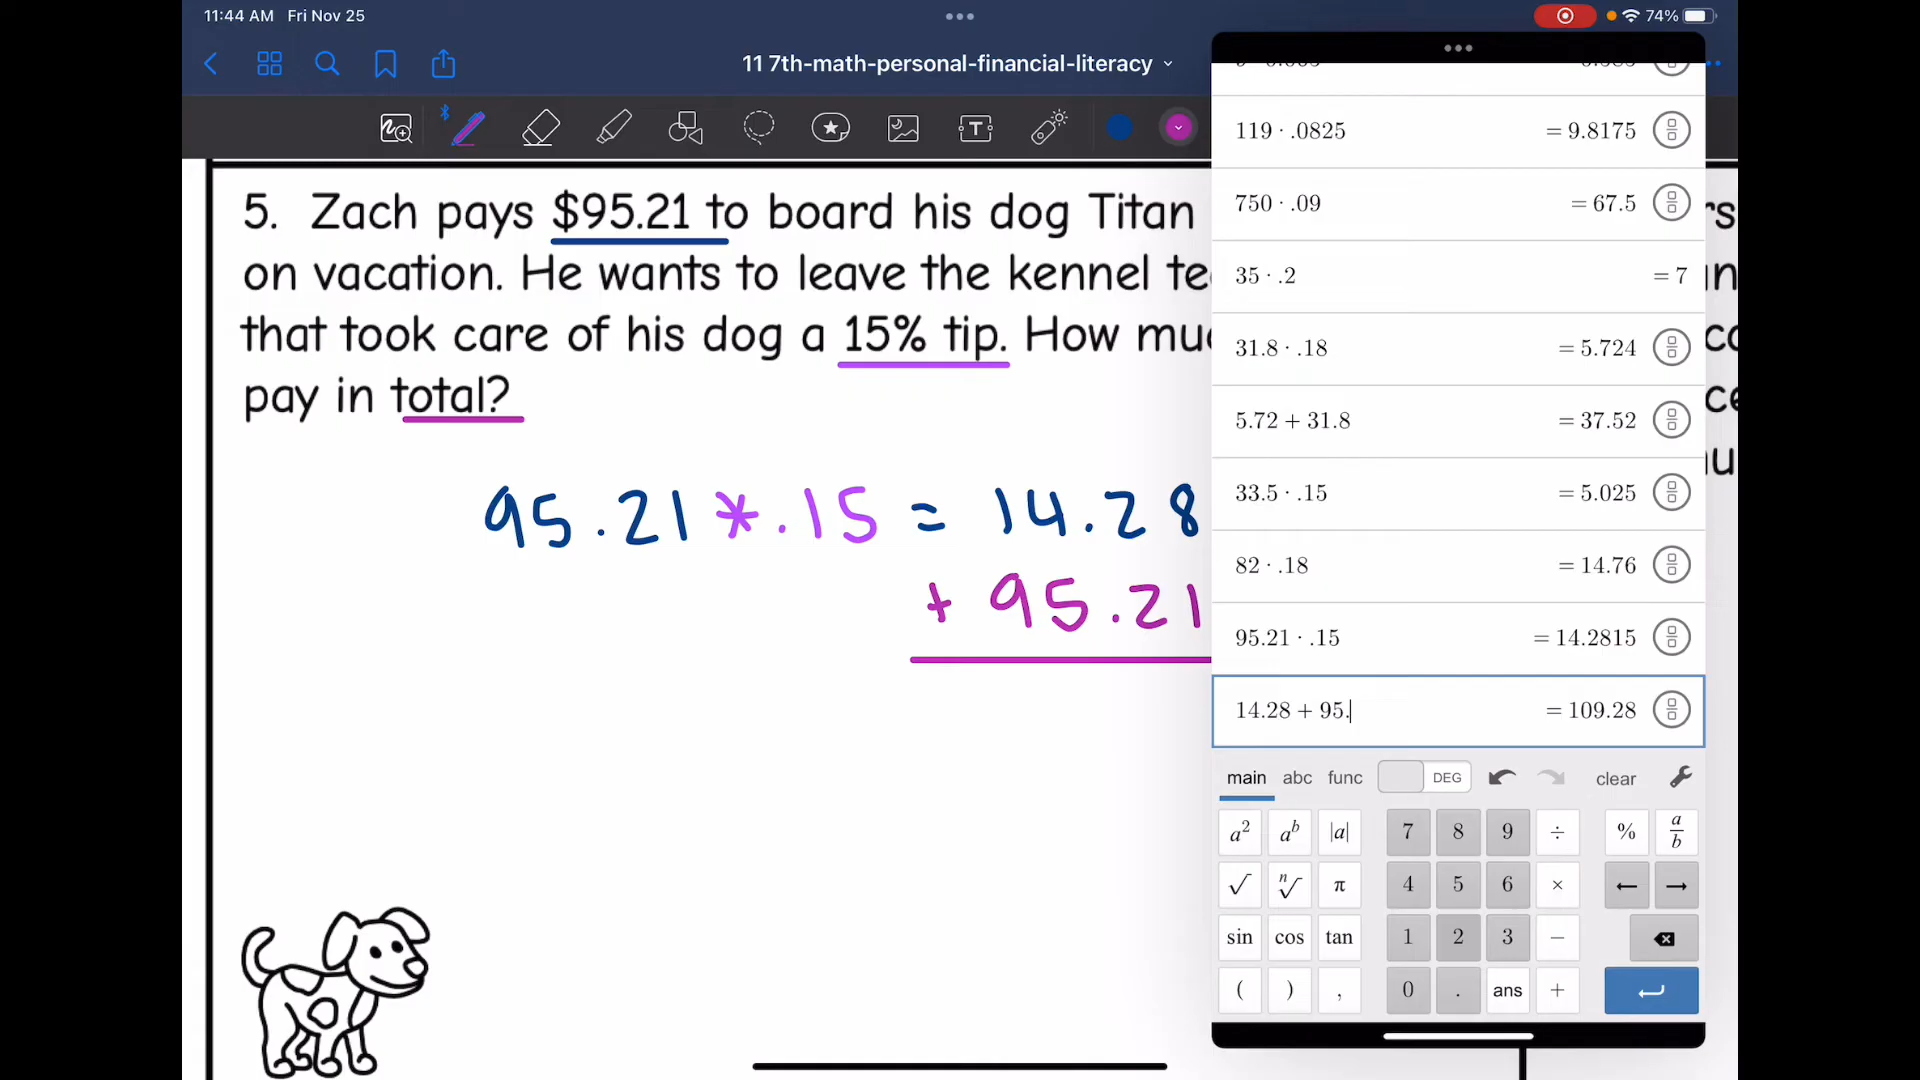 11:44 AM Fri Nov 25
74%
11 7th-math-personal-financial-literacy
5. Zach pays $95.21 to board his dog Titan
on vacation. He wants to leave the kennel
that took care of his dog a 15% tip. How
pay in total?
95.21 * .15 = 14.28
+ 95.21
119 · .0825 = 9.8175
750 · .09 = 67.5
35 · .2 = 7
31.8 · .18 = 5.724
5.72 + 31.8 = 37.52
33.5 · .15 = 5.025
82 · .18 = 14.76
95.21 · .15 = 14.2815
14.28 + 95. = 109.28
main abc func DEG clear
a² aᵇ |a| 7 8 9 ÷ % a/b
√ ⁿ√ π 4 5 6 × ← →
sin cos tan 1 2 3 −
( ) , 0 . ans +